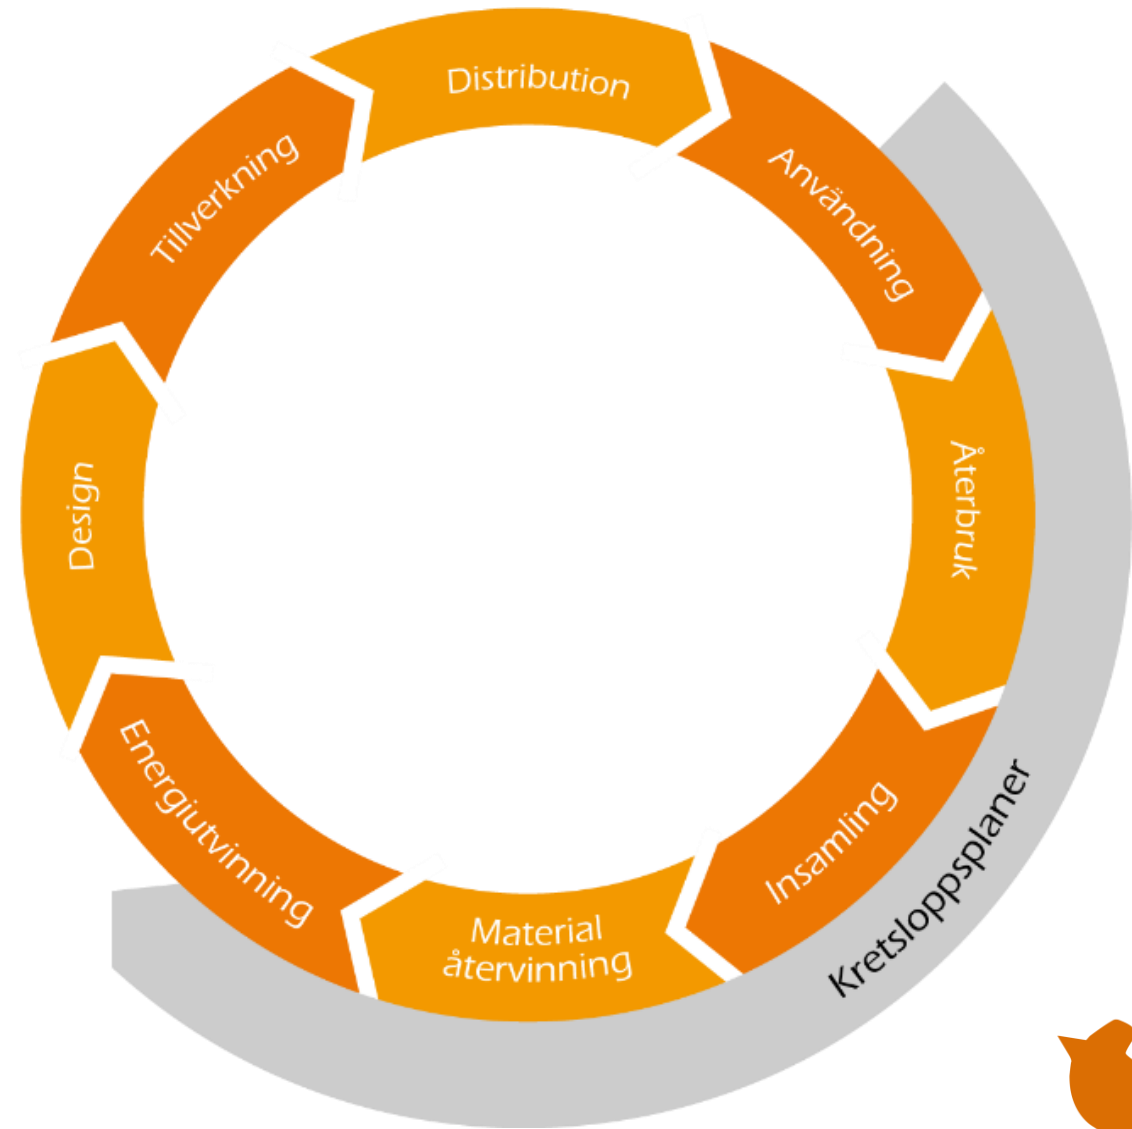 Distribution
Användning
Återbruk
Insamling
Material
återvinning
Energiutvinning
Design
Tillverkning
Kretsloppsplaner